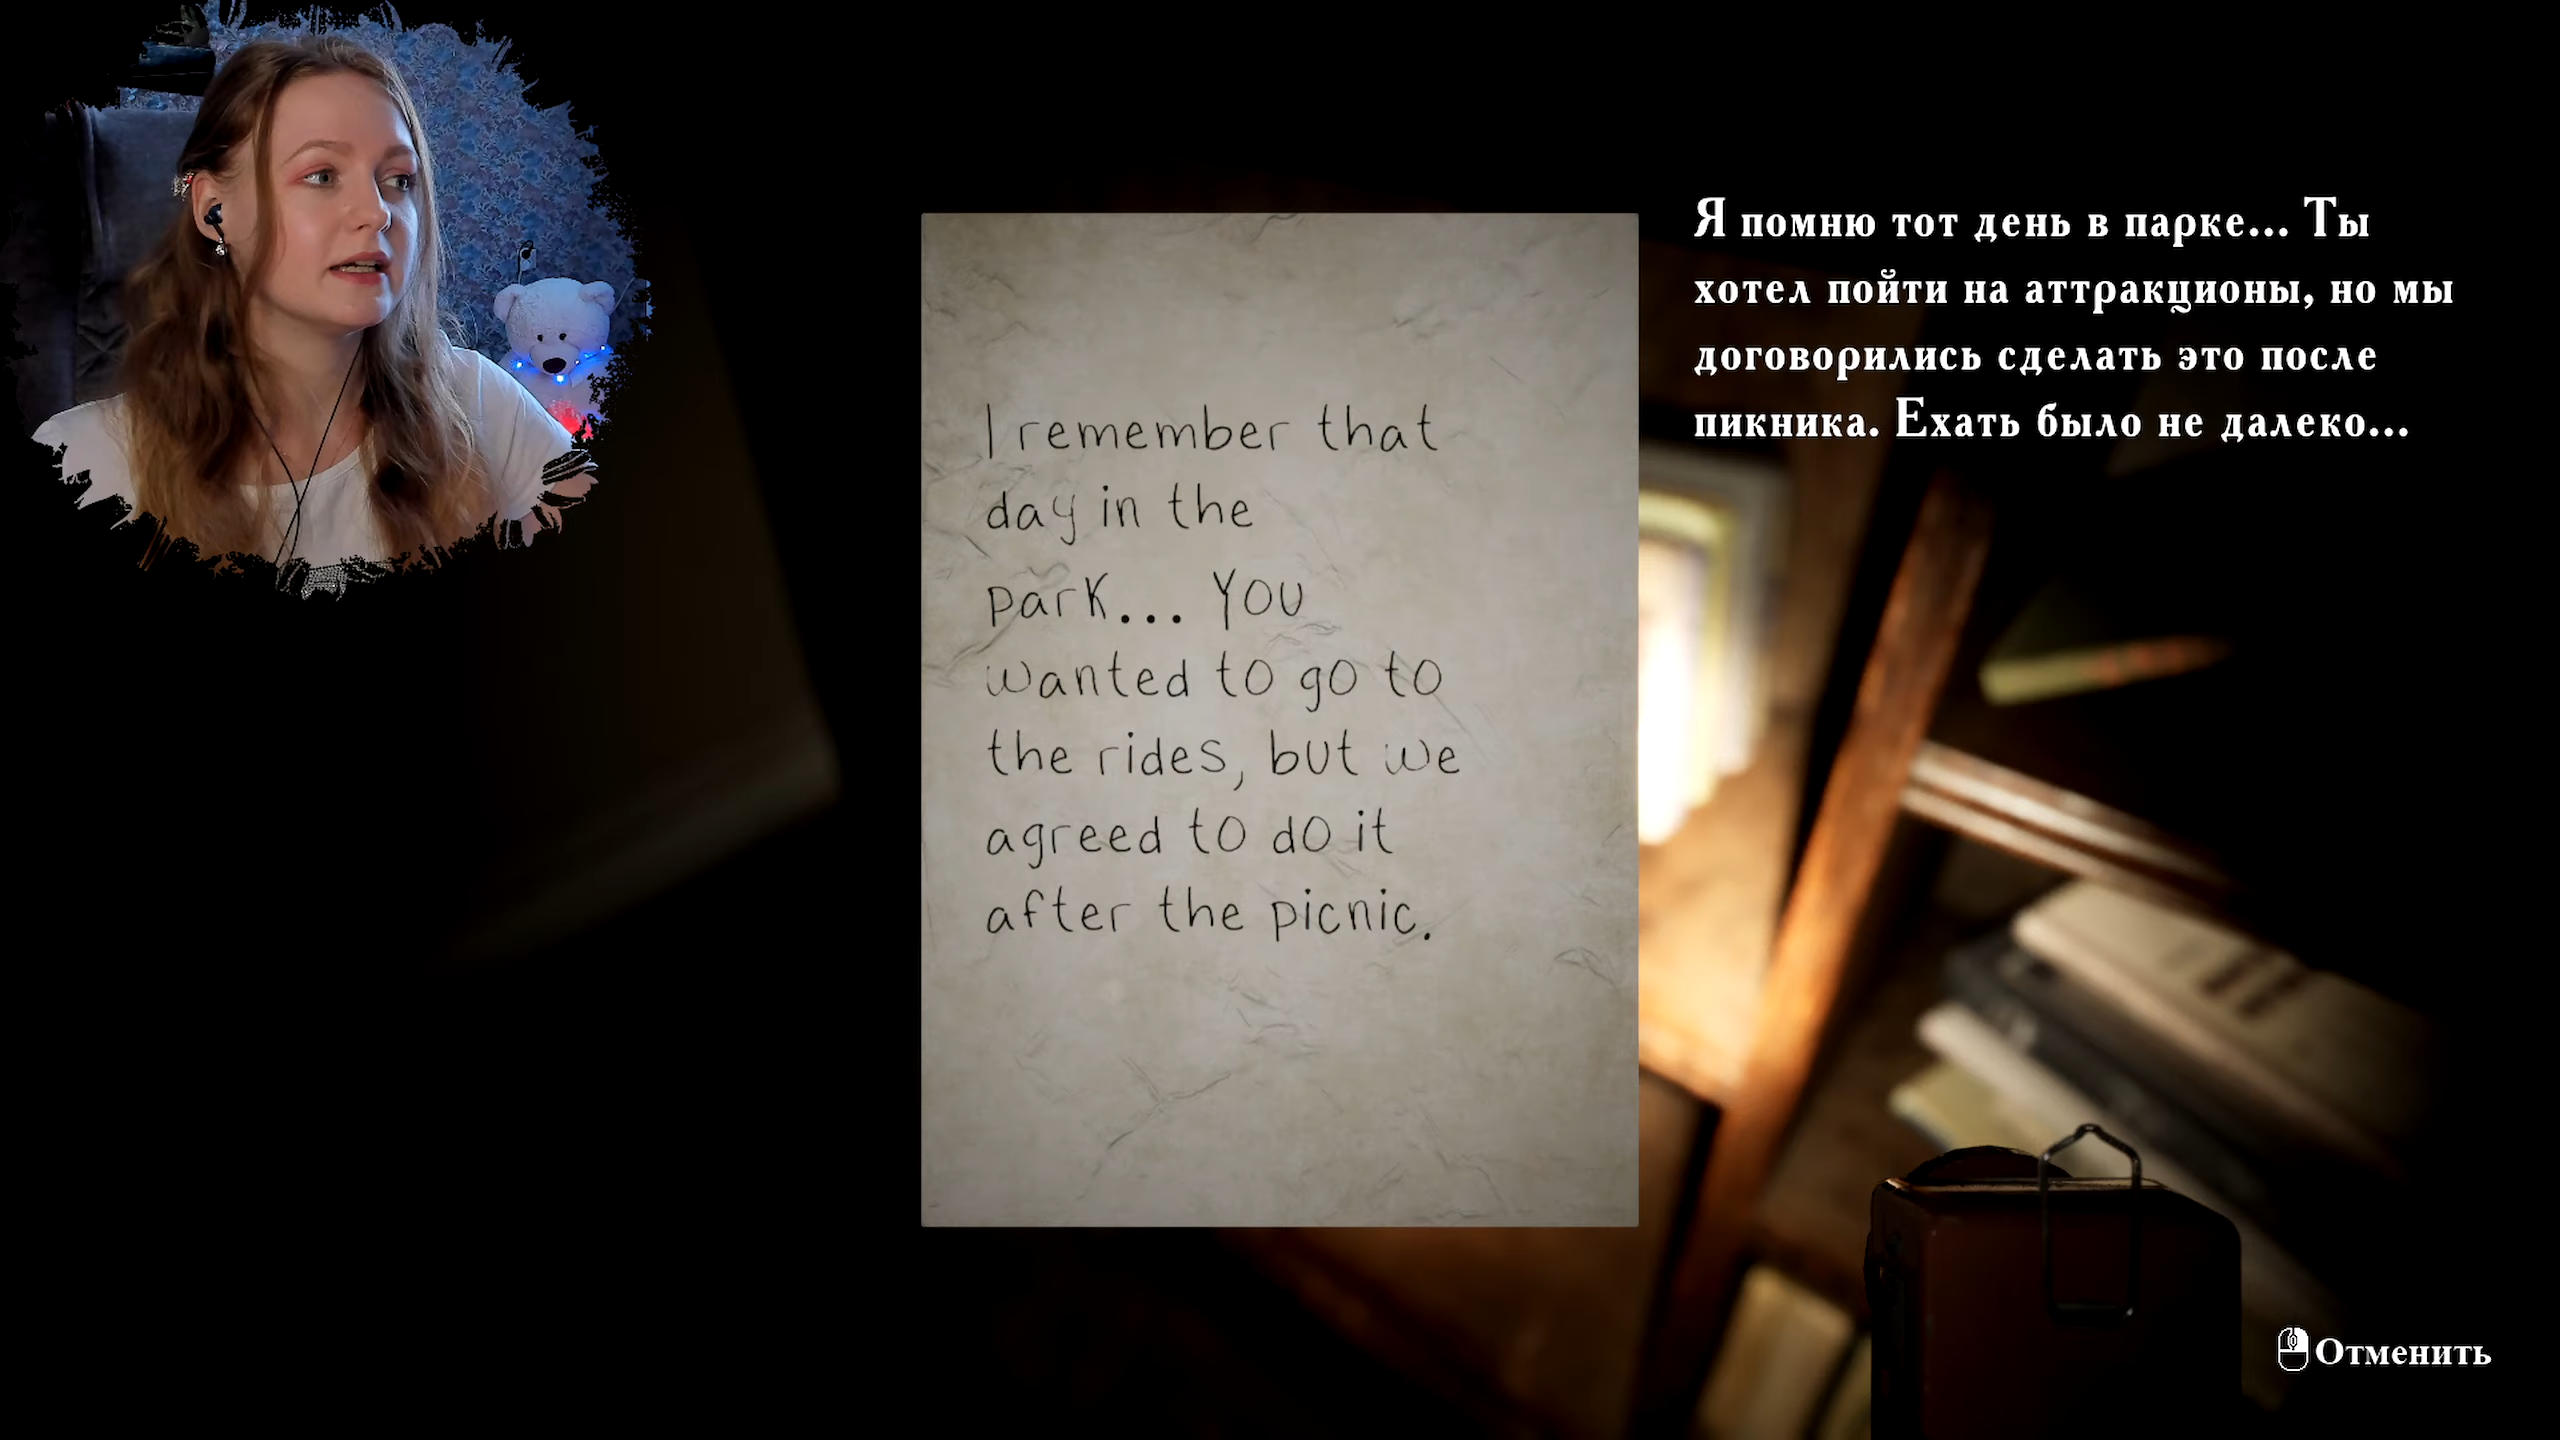 I remember that
day in the
park... You
wanted to go to
the rides, but we
agreed to do it
after the picnic.
Я помню тот день в парке... Ты
хотел пойти на аттракционы, но мы
договорились сделать это после
пикника. Ехать было не далеко...
Отменить